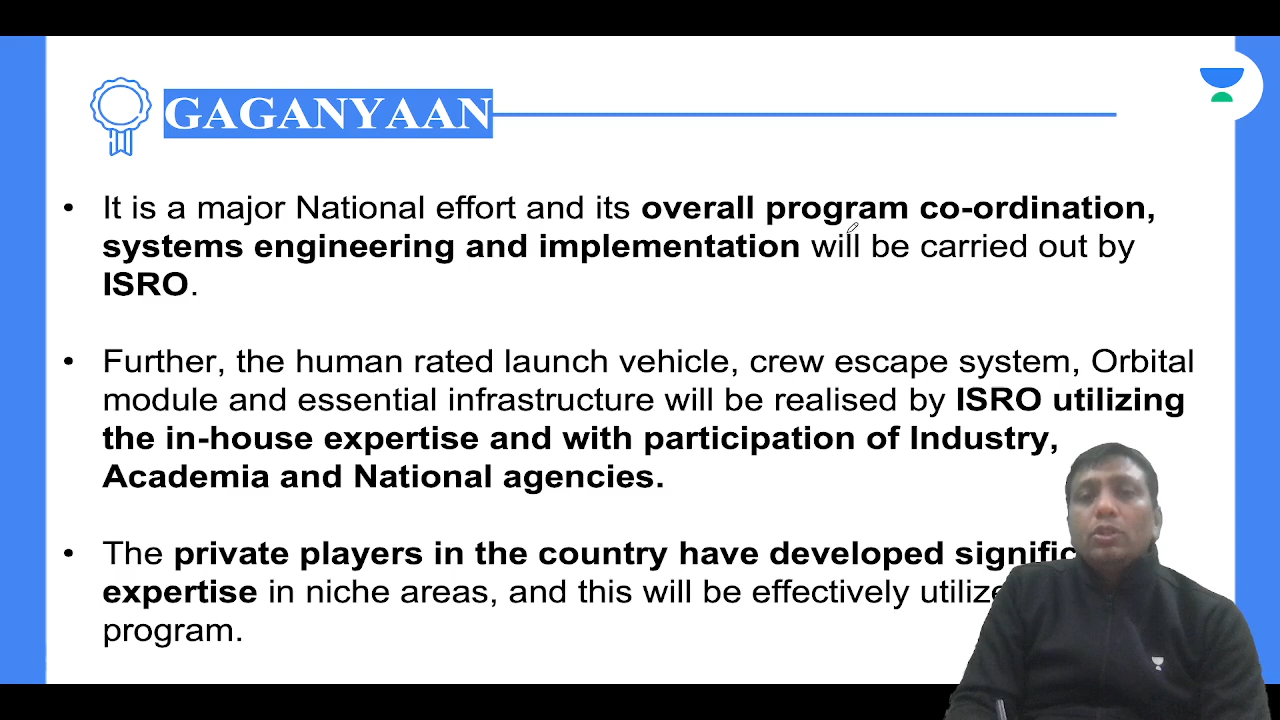 GAGANYAAN
• It is a major National effort and its overall program co-ordination,
systems engineering and implementation will be carried out by
ISRO.
• Further, the human rated launch vehicle, crew escape system, Orbital
module and essential infrastructure will be realised by ISRO utilizing
the in-house expertise and with participation of Industry,
Academia and National agencies.
• The private players in the country have developed
expertise in niche areas, and this will be effectively
program.